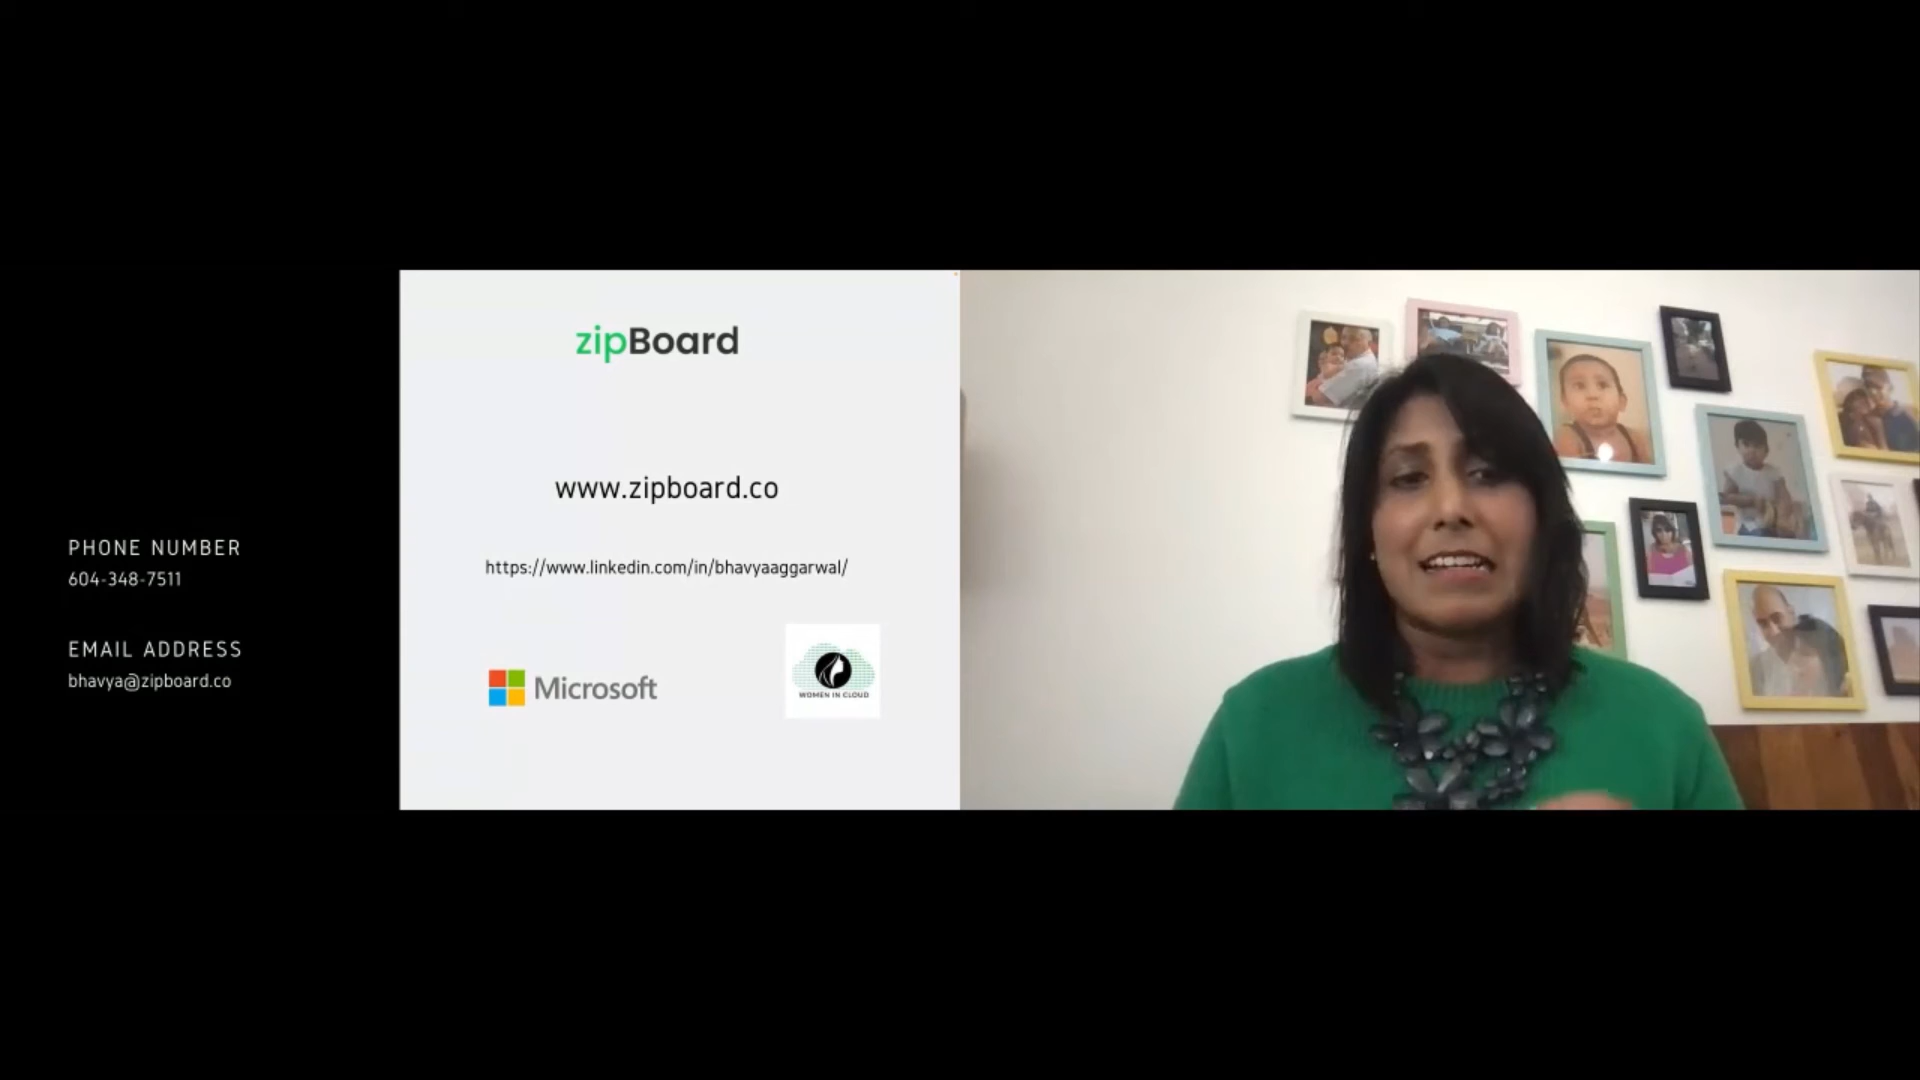 PHONE NUMBER
604-348-7511
EMAIL ADDRESS
bhavya@zipboard.co
zipBoard
www.zipboard.co
https://www.linkedin.com/in/bhavyaaggarwal/
Microsoft
WOMEN IN CLOUD